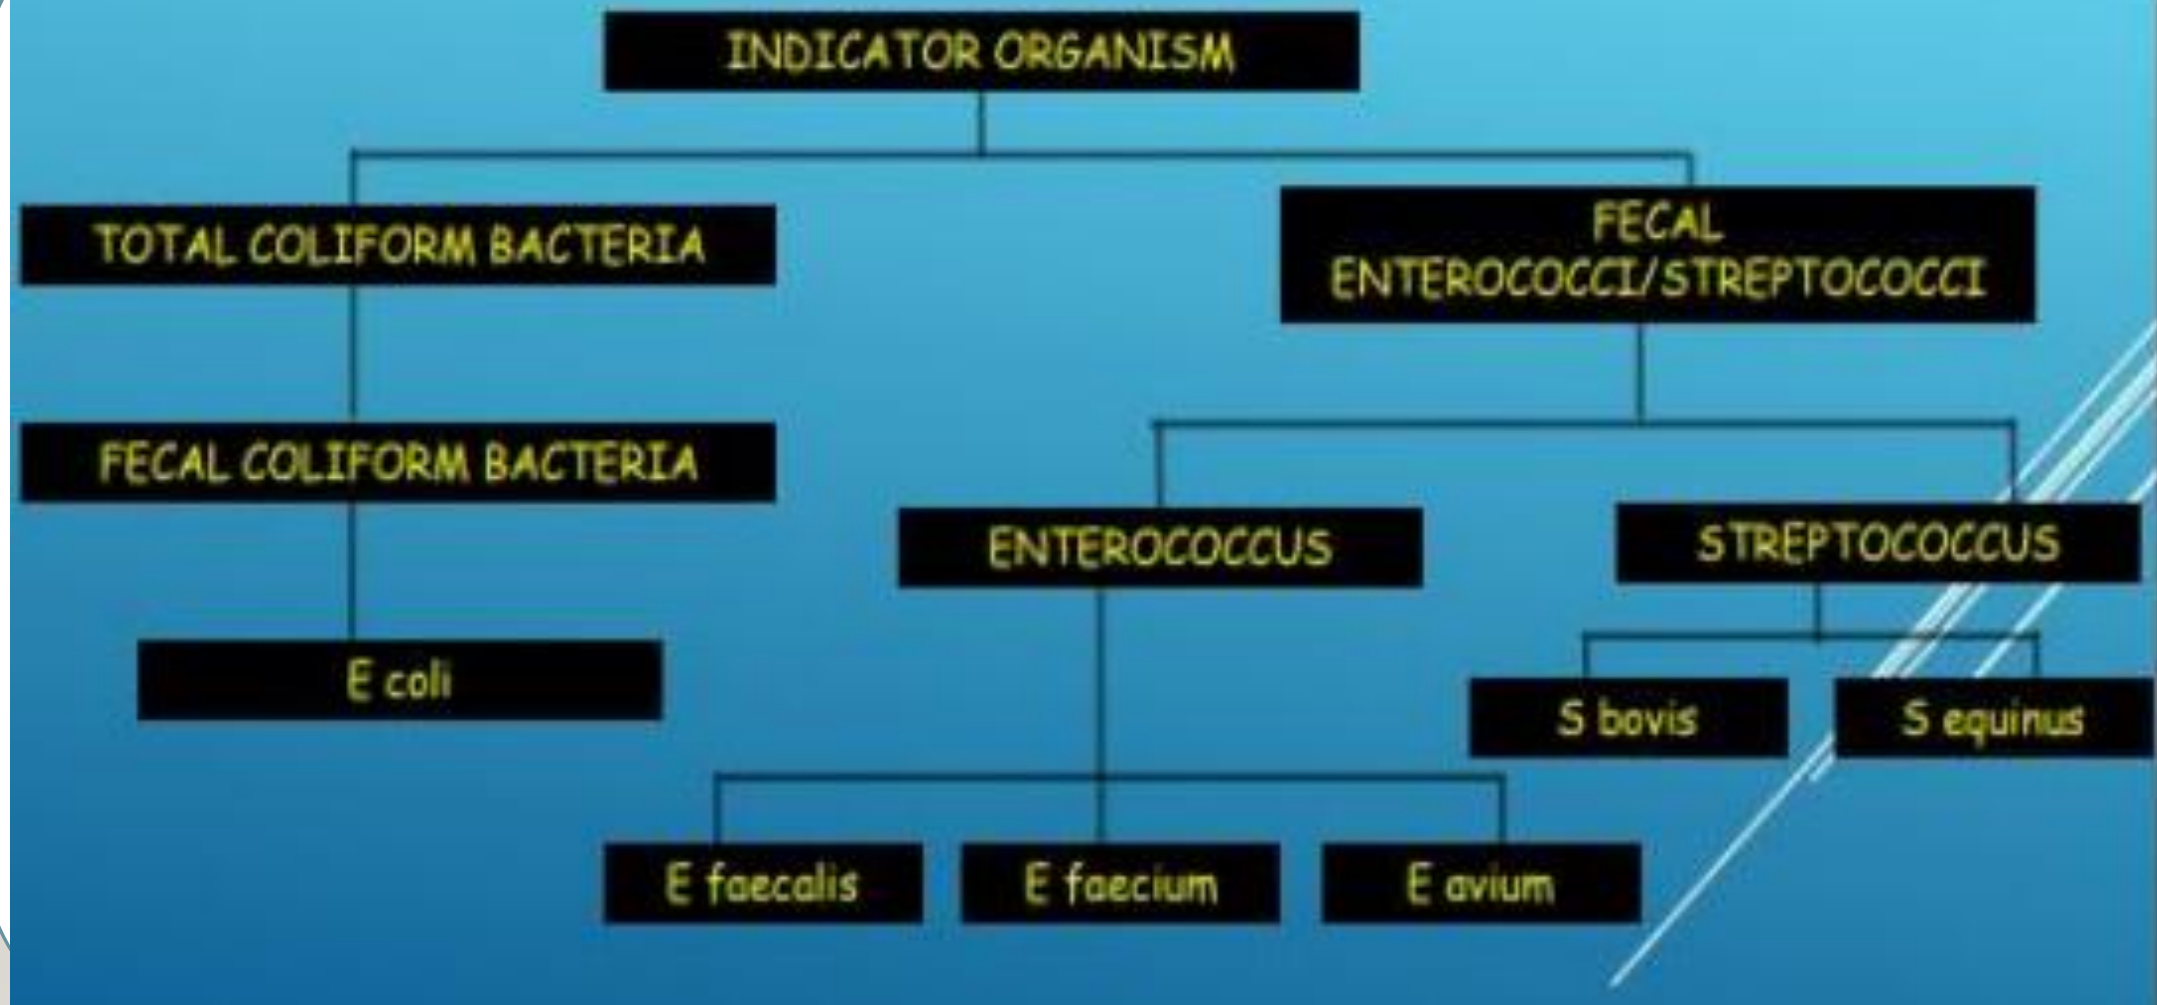 INDICATOR ORGANISM
TOTAL COLIFORM BACTERIA
FECAL
ENTEROCOCCI/STREPTOCOCCI
FECAL COLIFORM BACTERIA
ENTEROCOCCUS
STREPTOCOCCUS
E coli
S bovis
S equinus
E faecalis
E faecium
E avium